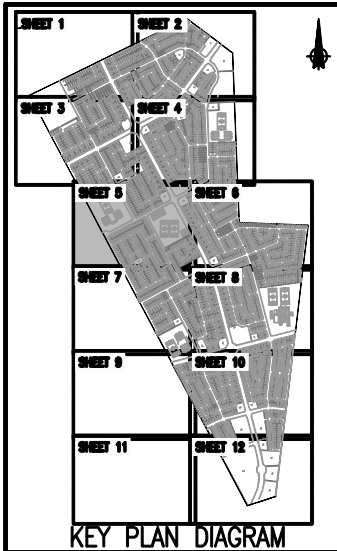 SHEET 1
SHEET 2
SHEET 3
SHEET 4
SHEET 5
SHEET 6
SHEET 7
SHEET 8
SHEET 9
SHEET 10
SHEET 11
SHEET 12
KEY PLAN DIAGRAM